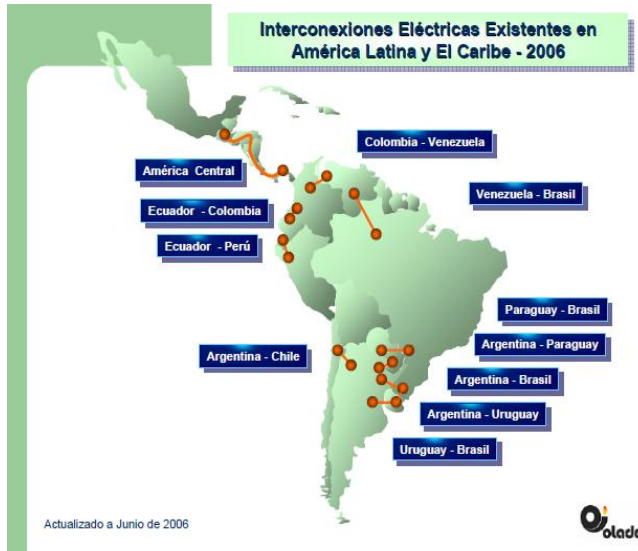 Interconexiones Eléctricas Existentes en
América Latina y El Caribe - 2006
Colombia - Venezuela
América Central
Venezuela - Brasil
Ecuador - Colombia
Ecuador - Perú
Paraguay - Brasil
Argentina - Paraguay
Argentina - Chile
Argentina - Brasil
Argentina - Uruguay
Uruguay - Brasil
Actualizado a Junio de 2006
olade